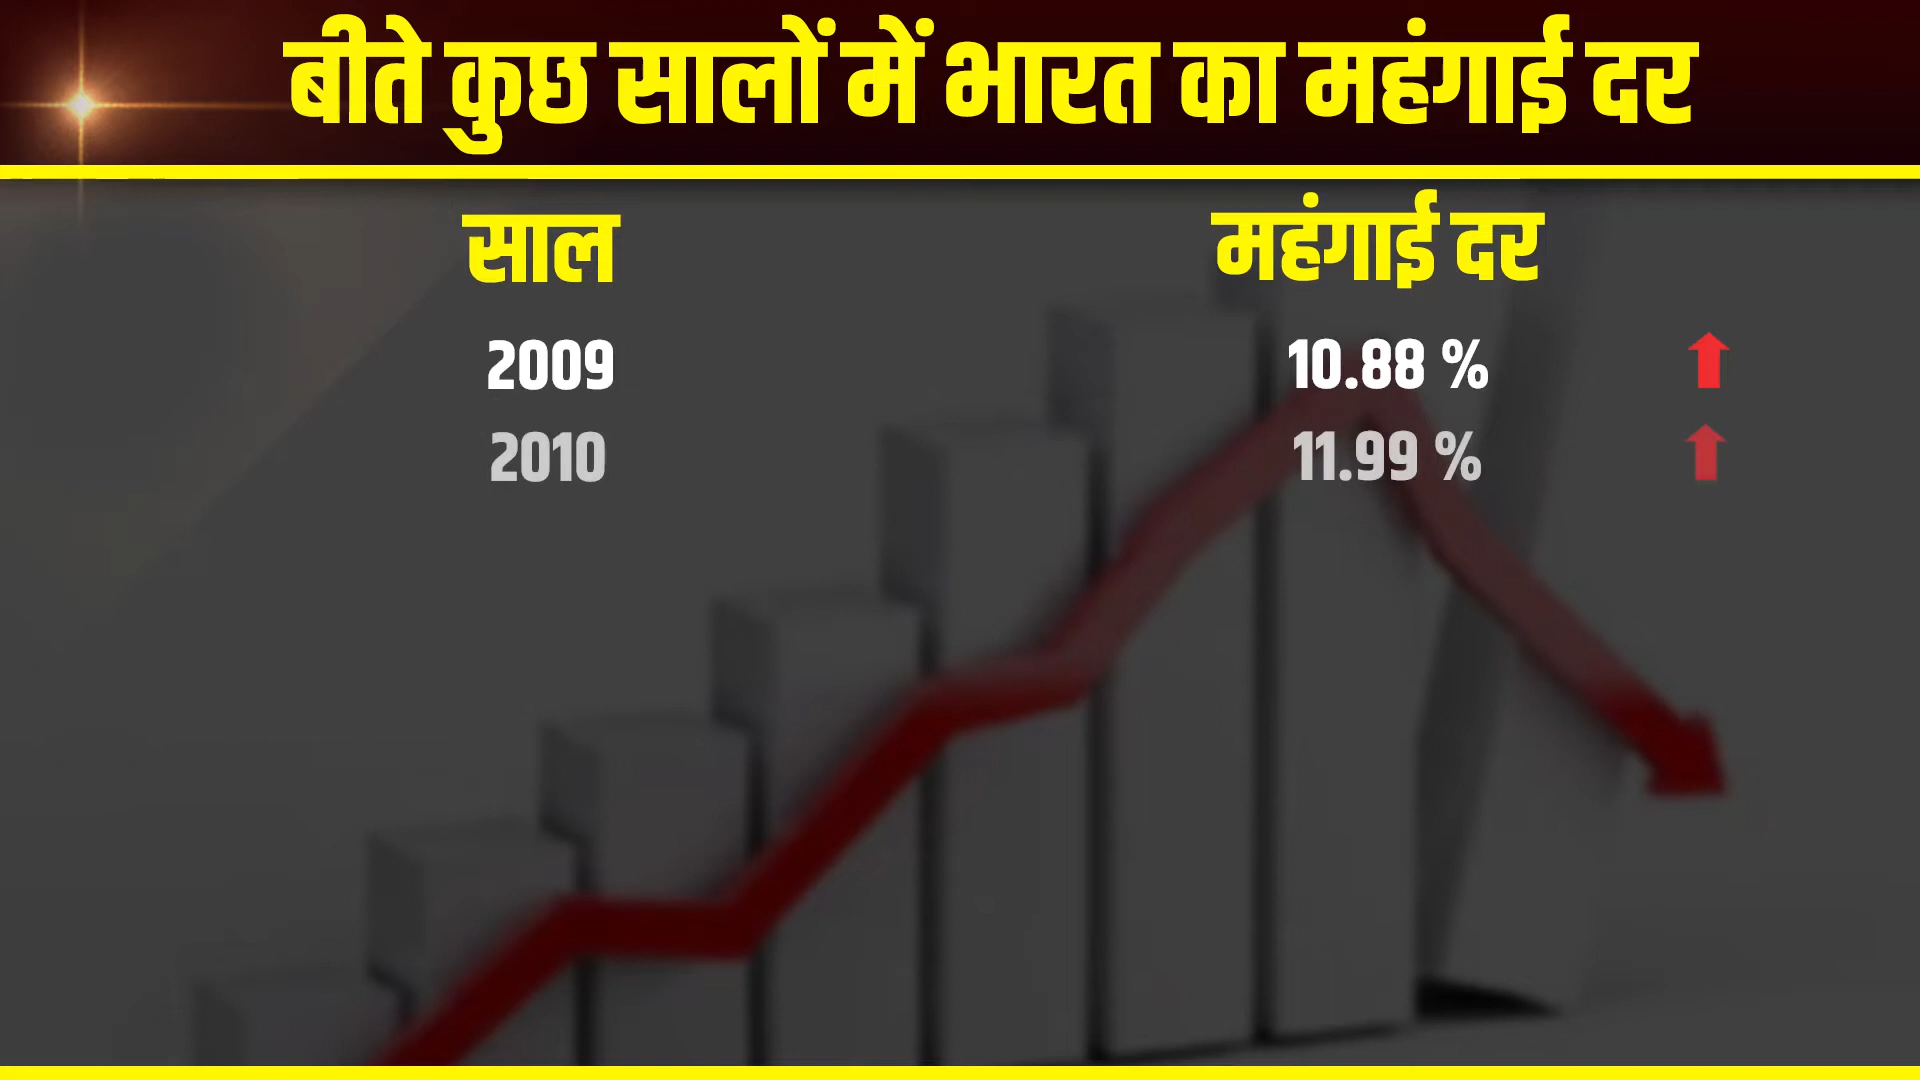 बीते कुछ सालों में भारत का महंगाई दर
साल महंगाई दर
2009 10.88 %
2010 11.99 %